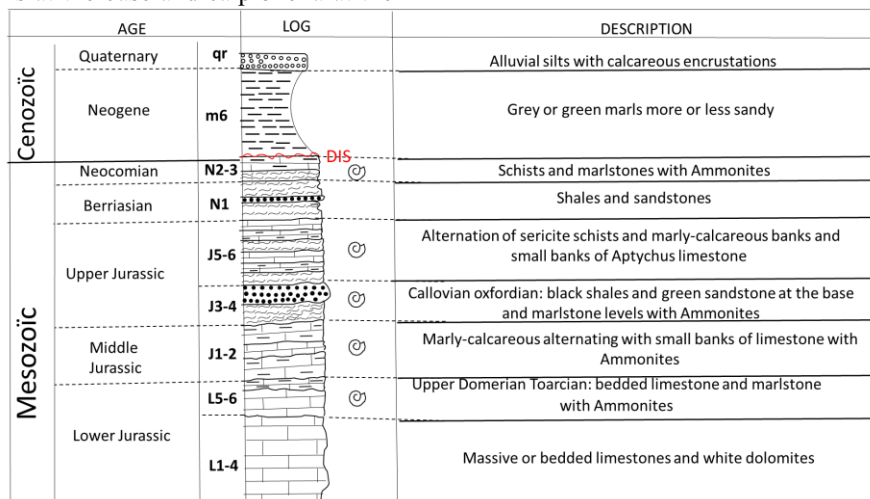 AGE LOG DESCRIPTION
Cenozoïc
Quaternary qr Alluvial silts with calcareous encrustations
Neogene m6 Grey or green marls more or less sandy
DIS
Mesozoïc
Neocomian N2-3 Schists and marlstones with Ammonites
Berriasian N1 Shales and sandstones
Upper Jurassic
J5-6 Alternation of sericite schists and marly-calcareous banks and
small banks of Aptychus limestone
J3-4 Callovian oxfordian: black shales and green sandstone at the base
and marlstone levels with Ammonites
Middle
Jurassic
J1-2 Marly-calcareous alternating with small banks of limestone with
Ammonites
Lower Jurassic
L5-6 Upper Domerian Toarcian: bedded limestone and marlstone
with Ammonites
L1-4 Massive or bedded limestones and white dolomites